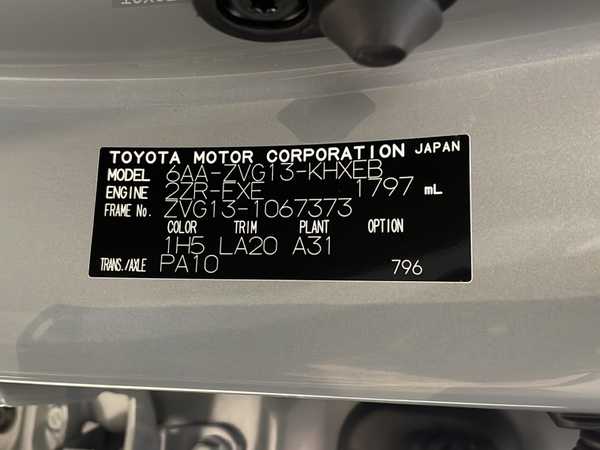 TOYOTA MOTOR CORPORATION JAPAN
MODEL 6AA-ZVG13-KHXEB
ENGINE 2ZR-FXE 1797 mL
FRAME No. ZVG13-1067373
COLOR TRIM PLANT OPTION
1H5 LA20 A31
TRANS./AXLE PA10 796